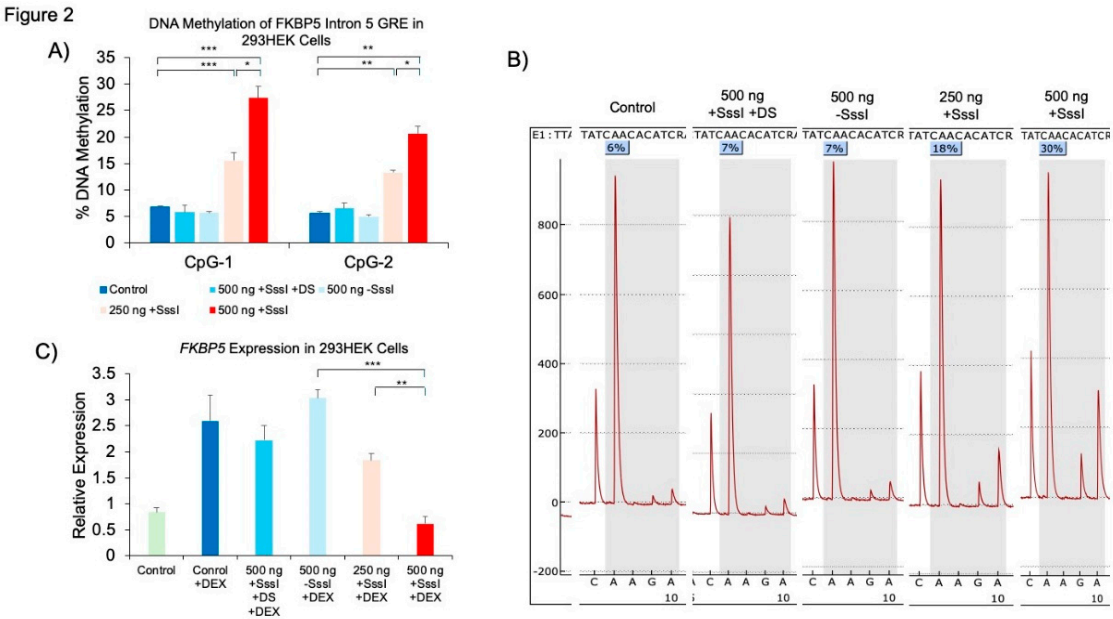 Figure 2
A)
DNA Methylation of FKBP5 Intron 5 GRE in
293HEK Cells
***
***
*
**
**
*
% DNA Methylation
40
35
30
25
20
15
10
5
0
CpG-1
CpG-2
Control
500 ng +SssI +DS
500 ng -SssI
250 ng +SssI
500 ng +SssI
B)
Control
500 ng
+SssI +DS
500 ng
-SssI
250 ng
+SssI
500 ng
+SssI
E1:TTA
TATCAACACATCRA
TATCAACACATCRA
TATCAACACATCR
TATCAACACATCR
TATCAACACATCR
6%
7%
7%
18%
30%
800
600
400
200
0
-200
C A A G A
C A A G A
C A A G A
C A A G A
C A A G A
10
10
10
10
10
C)
FKBP5 Expression in 293HEK Cells
***
**
Relative Expression
3.5
3
2.5
2
1.5
1
0.5
0
Control
Conrol
+DEX
500 ng
+SssI
+DS
+DEX
500 ng
-SssI
+DEX
250 ng
+SssI
+DEX
500 ng
+SssI
+DEX